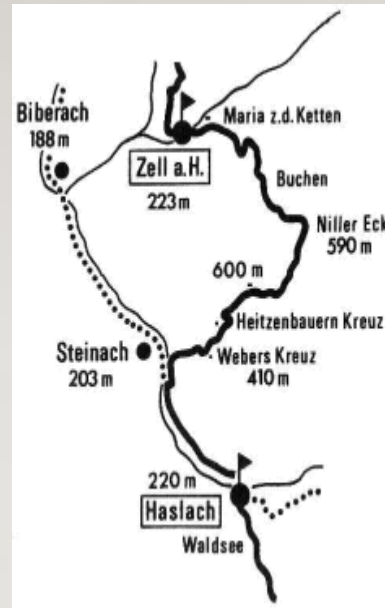 Maria z.d. Ketten
Biberach
188 m
Zell a.H.
223 m
Buchen
Niller Eck
590 m
600 m
Heitzenbauern Kreuz
Steinach
203 m
Webers Kreuz
410 m
220 m
Haslach
Waldsee